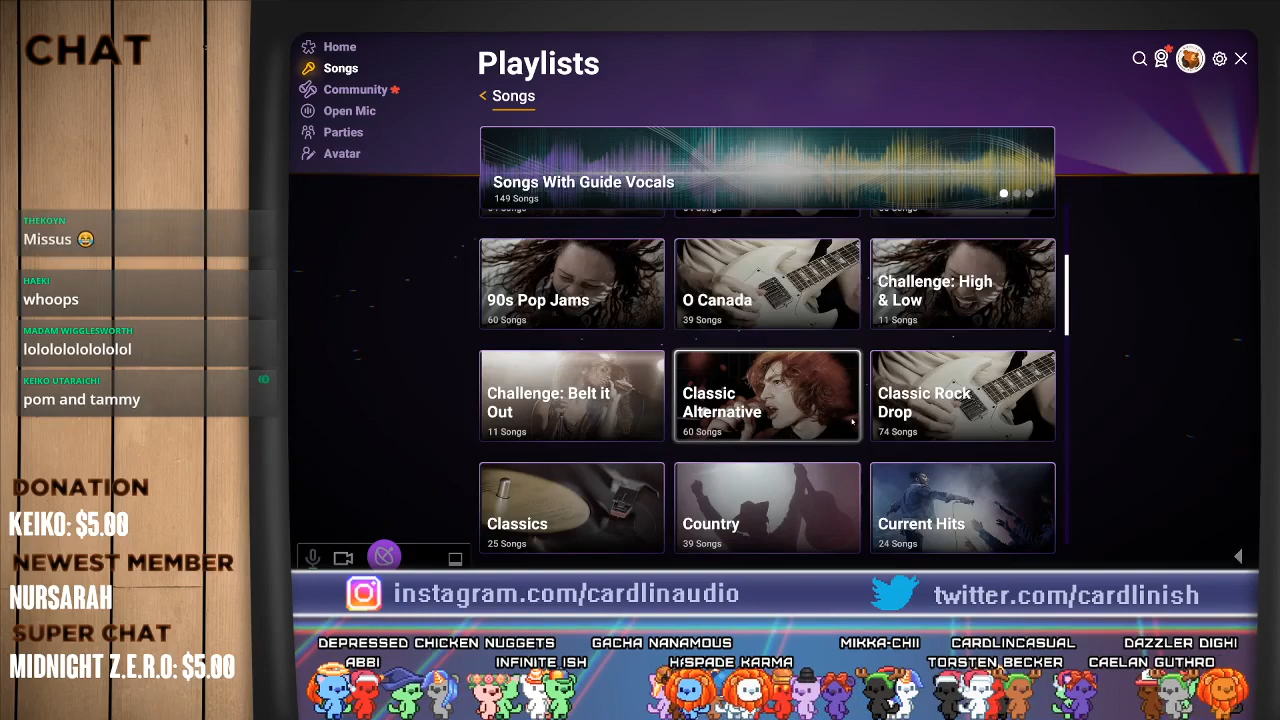 CHAT
THEKOYN
Missus 😂
HAEKI
whoops
MADAM WIGGLESWORTH
lolololololololol
KEIKO UTARAICHI
pom and tammy
DONATION
KEIKO: $5.00
NEWEST MEMBER
NURSARAH
SUPER CHAT
MIDNIGHT Z.E.R.O: $5.00
Home
Songs
Community
Open Mic
Parties
Avatar
Playlists
< Songs
Songs With Guide Vocals
149 Songs
90s Pop Jams
60 Songs
O Canada
39 Songs
Challenge: High
& Low
11 Songs
Challenge: Belt it
Out
11 Songs
Classic
Alternative
60 Songs
Classic Rock
Drop
74 Songs
Classics
25 Songs
Country
39 Songs
Current Hits
24 Songs
instagram.com/cardlinaudio
twitter.com/cardlinish
DEPRESSED CHICKEN NUGGETS
GACHA NANAMOUS
MIKKA-CHII
CARDLINCASUAL
DAZZLER DIGHI
ABBI
INFINITE ISH
HISPADE KARMA
TORSTEN BECKER
CAELAN GUTHRO